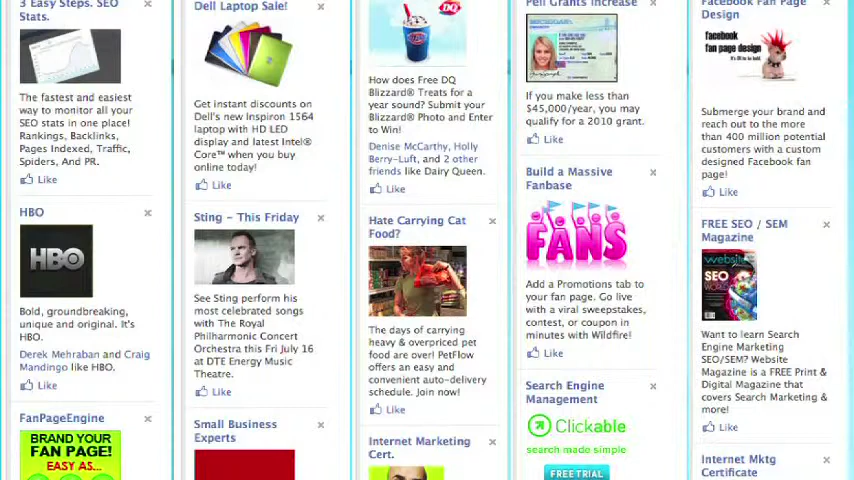 3 Easy Steps. SEO
Stats.
The fastest and easiest
way to monitor all your
SEO stats in one place!
Rankings, Backlinks,
Pages Indexed, Traffic,
Spiders, And PR.
Like
HBO
HBO
Bold, groundbreaking,
unique and original. It's
HBO.
Derek Mehraban and Craig
Mandingo like HBO.
Like
FanPageEngine
BRAND YOUR
FAN PAGE!
EASY AS...
Dell Laptop Sale!
Get instant discounts on
Dell's new Inspiron 1564
laptop with HD LED
display and latest Intel®
Core™ when you buy
online today!
Like
Sting - This Friday
See Sting perform his
most celebrated songs
with The Royal
Philharmonic Concert
Orchestra this Fri July 16
at DTE Energy Music
Theatre.
Like
Small Business
Experts
DQ
How does Free DQ
Blizzard® Treats for a
year sound? Submit your
Blizzard® Photo and Enter
to Win!
Denise McCarthy, Holly
Berry-Luft, and 2 other
friends like Dairy Queen.
Like
Hate Carrying Cat
Food?
The days of carrying
heavy & overpriced pet
food are over! PetFlow
offers an easy and
convenient auto-delivery
schedule. Join now!
Like
Internet Marketing
Cert.
Pell Grants Increase
If you make less than
$45,000/year, you may
qualify for a 2010 grant.
Like
Build a Massive
Fanbase
FANS
Add a Promotions tab to
your fan page. Go live
with a viral sweepstakes,
contest, or coupon in
minutes with Wildfire!
Like
Search Engine
Management
Clickable
search made simple
FREE TRIAL
Facebook Fan Page
Design
facebook
fan page design
Submerge your brand and
reach out to the more
than 400 million potential
customers with a custom
designed Facebook fan
page!
Like
FREE SEO / SEM
Magazine
website
SEO
WORLD
Want to learn Search
Engine Marketing
SEO/SEM? Website
Magazine is a FREE Print &
Digital Magazine that
covers Search Marketing &
more!
Like
Internet Mktg
Certificate